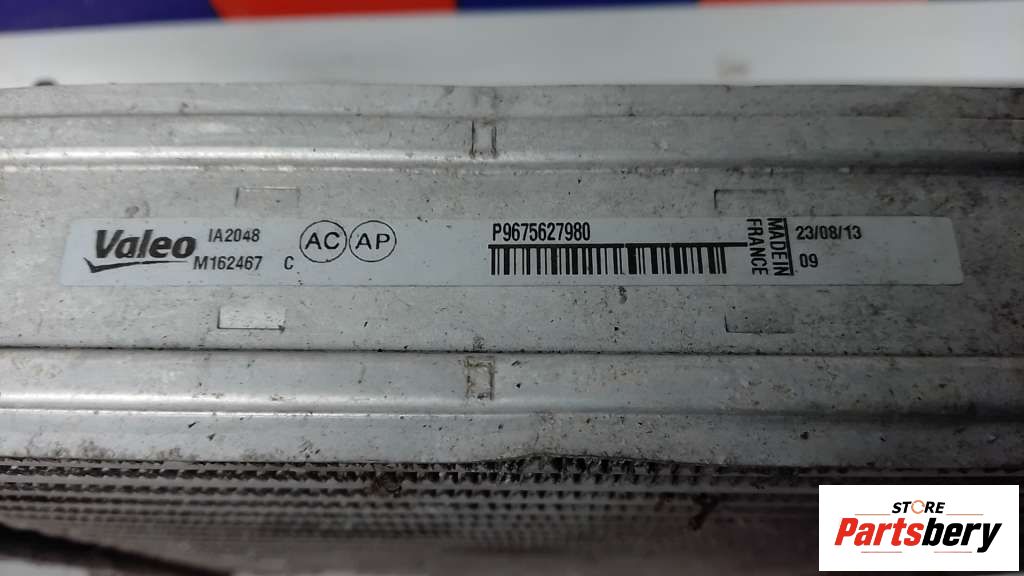 Valeo
IA2048
M162467 C
AC AP
P9675627980
MADE IN
FRANCE
23/08/13
09
STORE
Partsbery